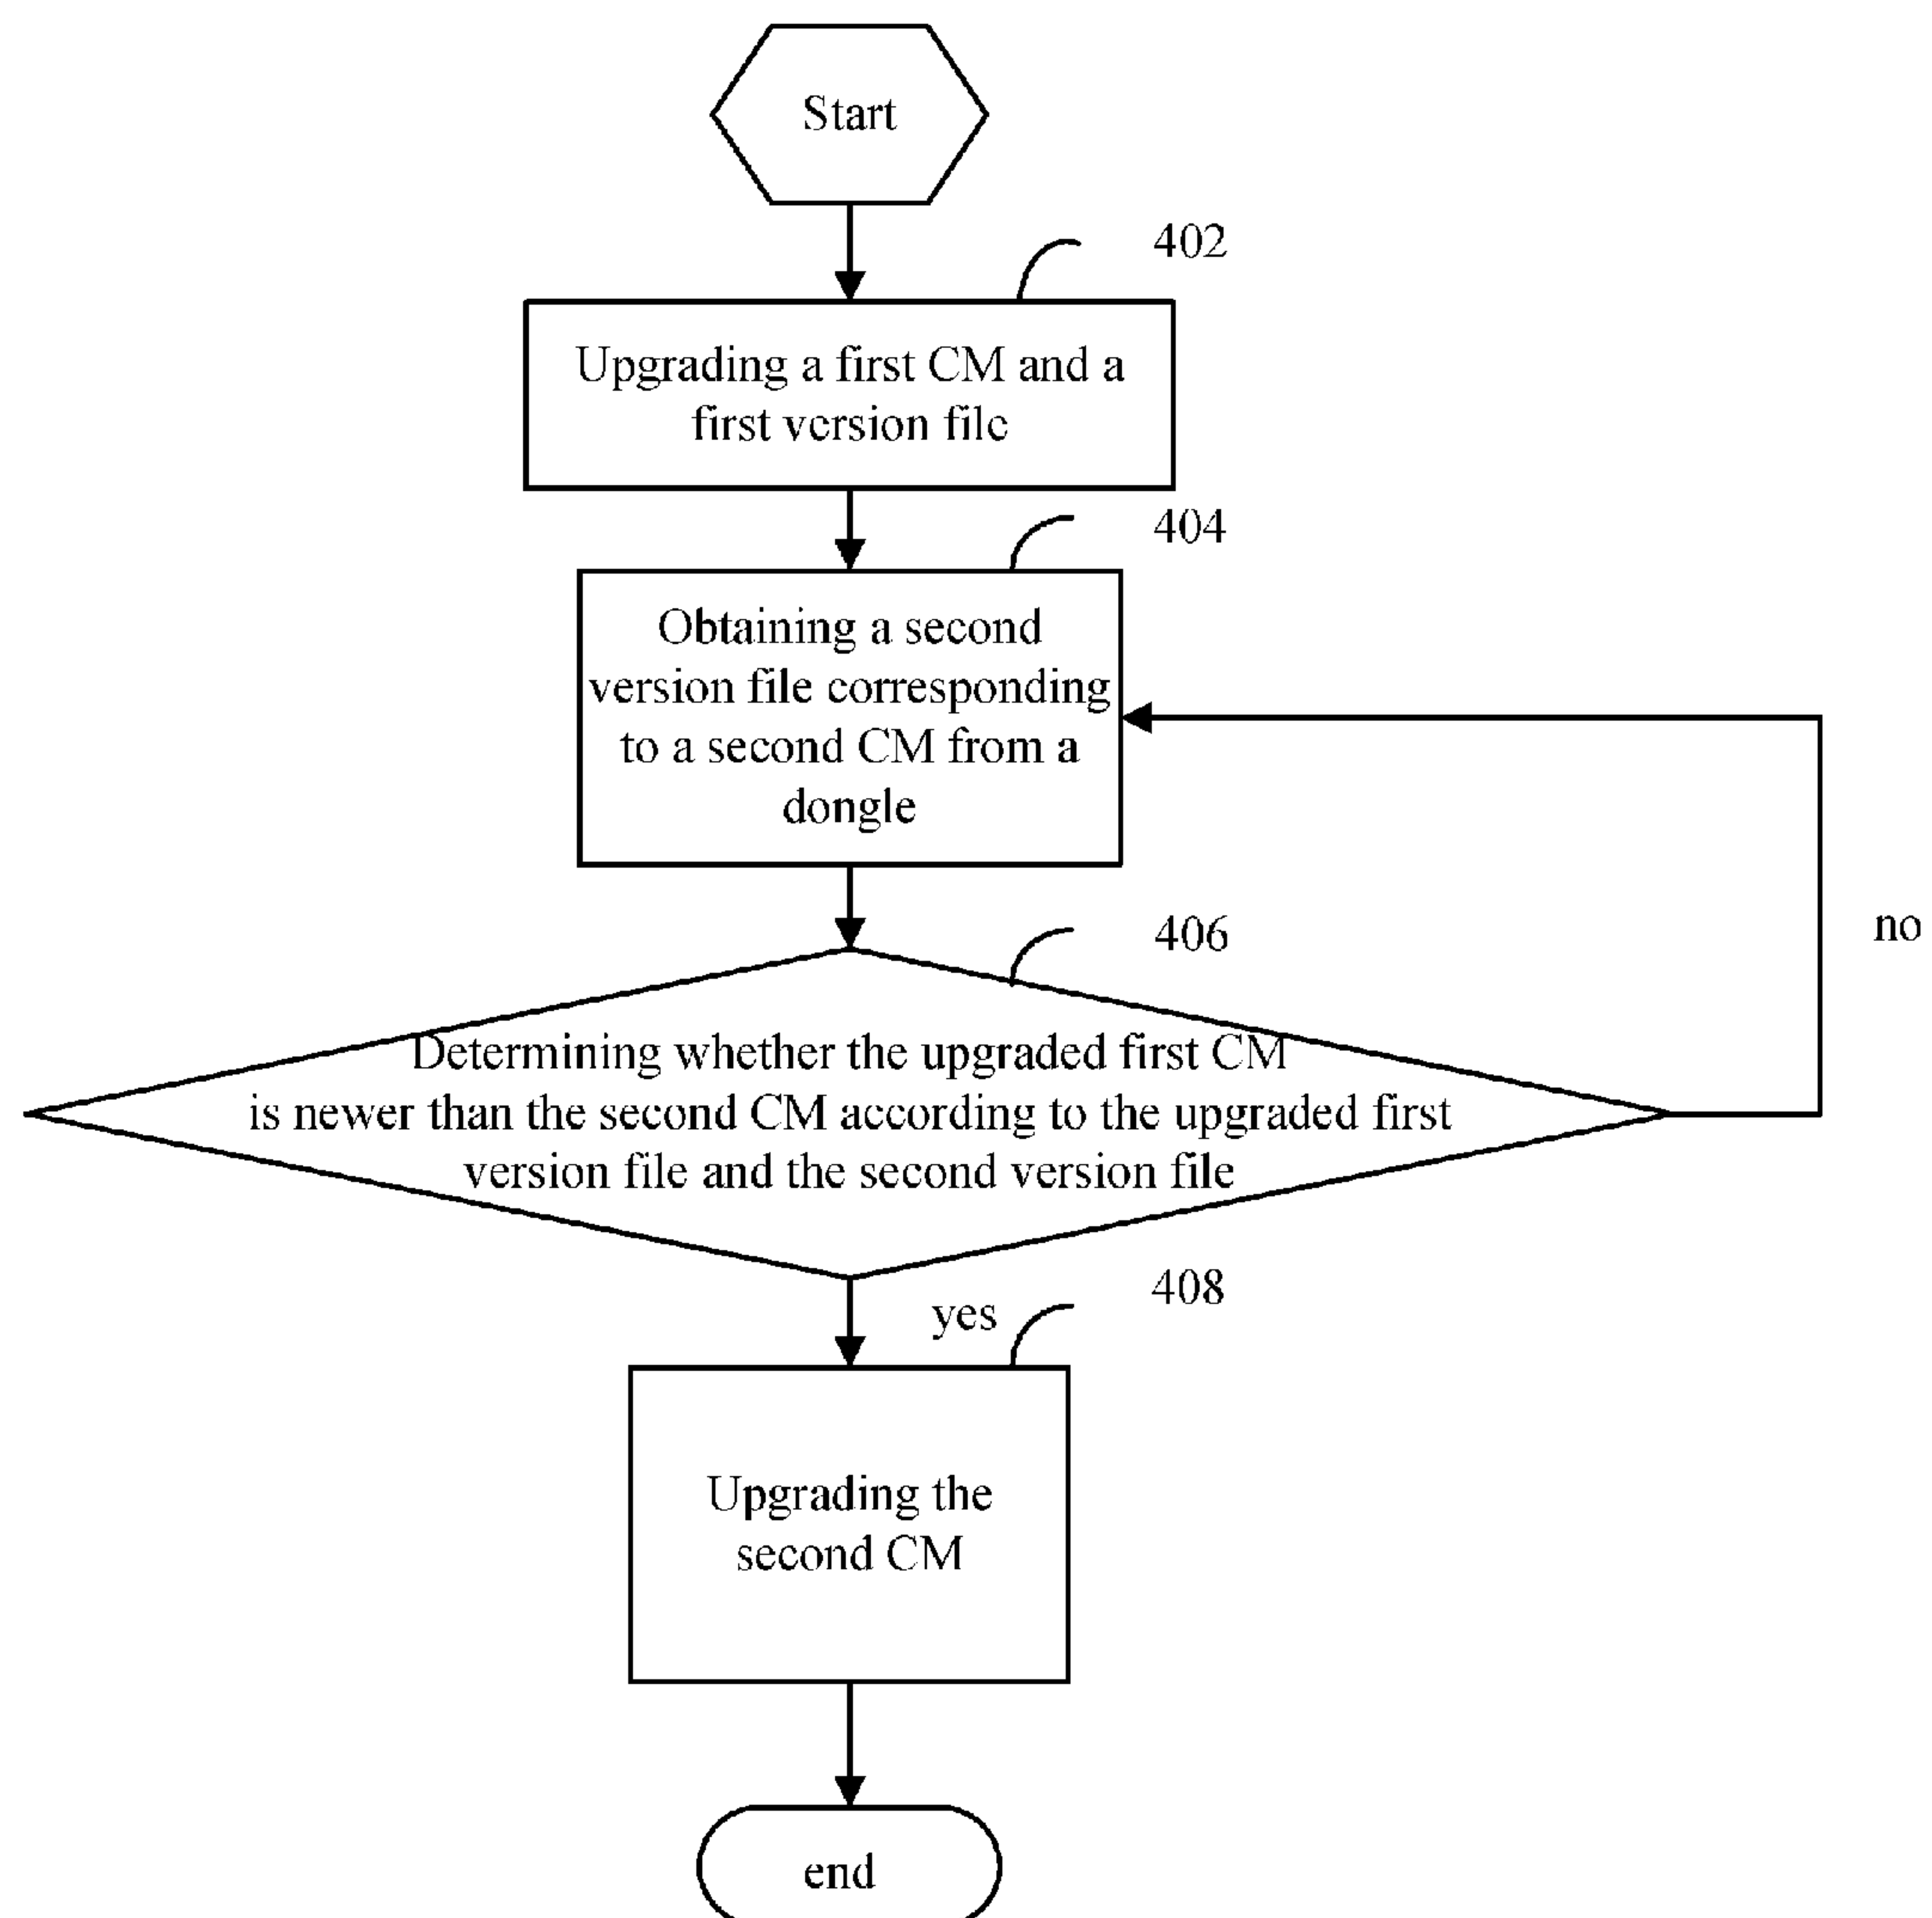 Start
402
Upgrading a first CM and a
first version file
404
Obtaining a second
version file corresponding
to a second CM from a
dongle
406
no
Determining whether the upgraded first CM
is newer than the second CM according to the upgraded first
version file and the second version file
yes
408
Upgrading the
second CM
end